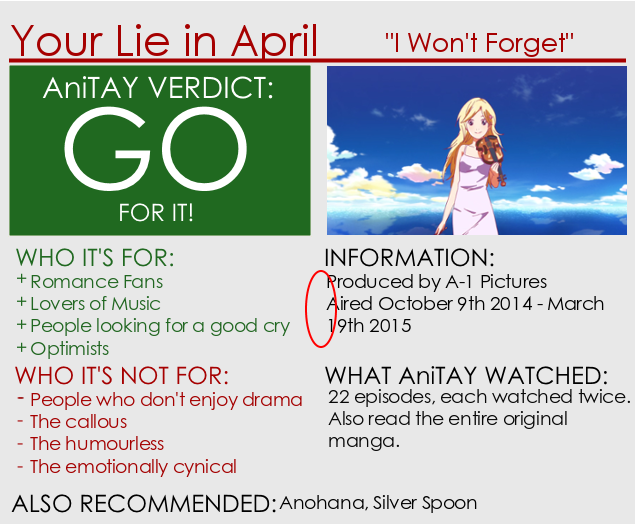 Your Lie in April
"I Won't Forget"
AniTAY VERDICT:
GO
FOR IT!
WHO IT'S FOR:
+ Romance Fans
+ Lovers of Music
+ People looking for a good cry
+ Optimists
WHO IT'S NOT FOR:
- People who don't enjoy drama
- The callous
- The humourless
- The emotionally cynical
INFORMATION:
Produced by A-1 Pictures
Aired October 9th 2014 - March
19th 2015
WHAT AniTAY WATCHED:
22 episodes, each watched twice.
Also read the entire original
manga.
ALSO RECOMMENDED: Anohana, Silver Spoon